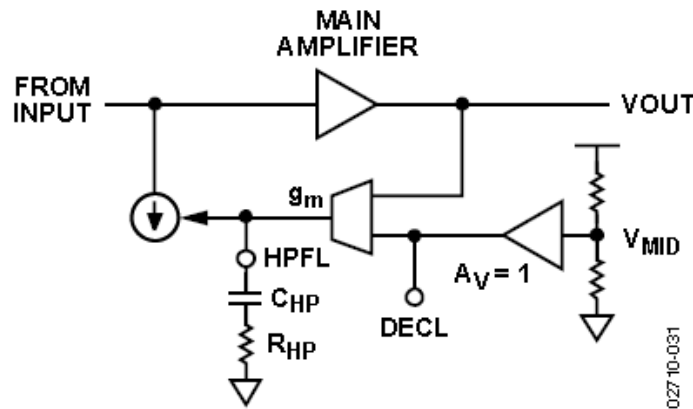 MAIN
AMPLIFIER
FROM
INPUT
VOUT
gm
HPFL
VMID
AV = 1
CHP
DECL
RHP
02710-031